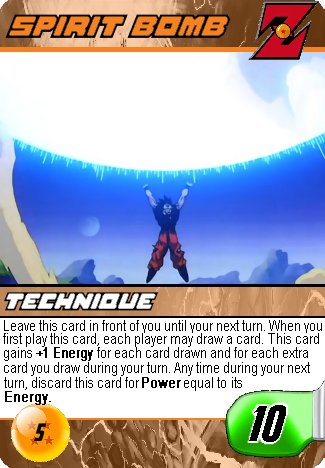 SPIRIT BOMB
Z
TECHNIQUE
Leave this card in front of you until your next turn. When you
first play this card, each player may draw a card. This card
gains +1 Energy for each card drawn and for each extra
card you draw during your turn. Any time during your next
turn, discard this card for Power equal to its
Energy.
5
10